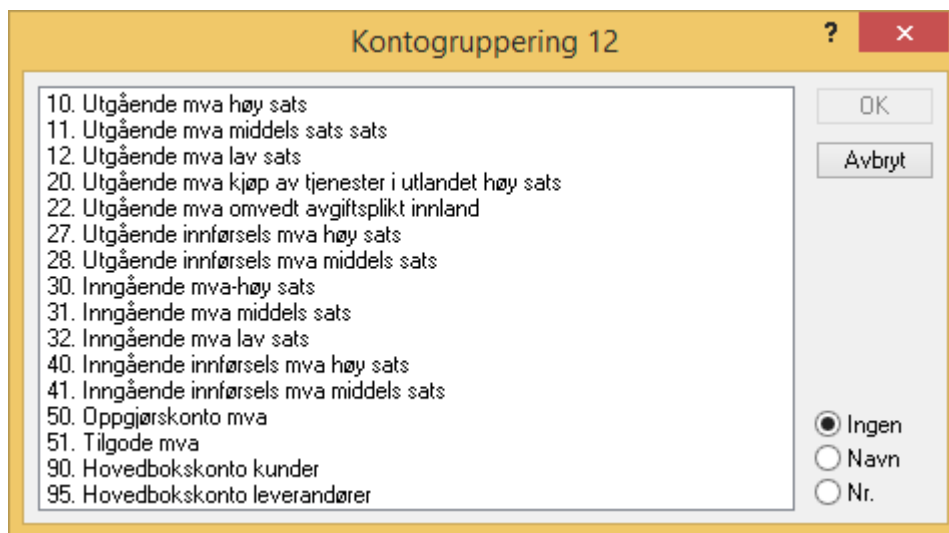 Kontogruppering 12
?
×
10. Utgående mva høy sats
11. Utgående mva middels sats sats
12. Utgående mva lav sats
20. Utgående mva kjøp av tjenester i utlandet høy sats
22. Utgående mva omvedt avgiftsplikt innland
27. Utgående innførsels mva høy sats
28. Utgående innførsels mva middels sats
30. Inngående mva-høy sats
31. Inngående mva middels sats
32. Inngående mva lav sats
40. Inngående innførsels mva høy sats
41. Inngående innførsels mva middels sats
50. Oppgjørskonto mva
51. Tilgode mva
90. Hovedbokskonto kunder
95. Hovedbokskonto leverandører
OK
Avbryt
Ingen
Navn
Nr.